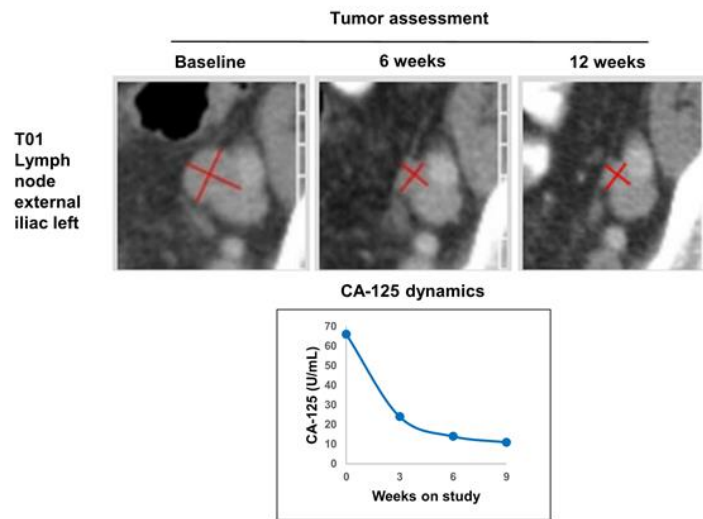 Tumor assessment
Baseline
6 weeks
12 weeks
T01
Lymph
node
external
iliac left
CA-125 dynamics
CA-125 (U/mL)
70
60
50
40
30
20
10
0
0
3
6
9
Weeks on study